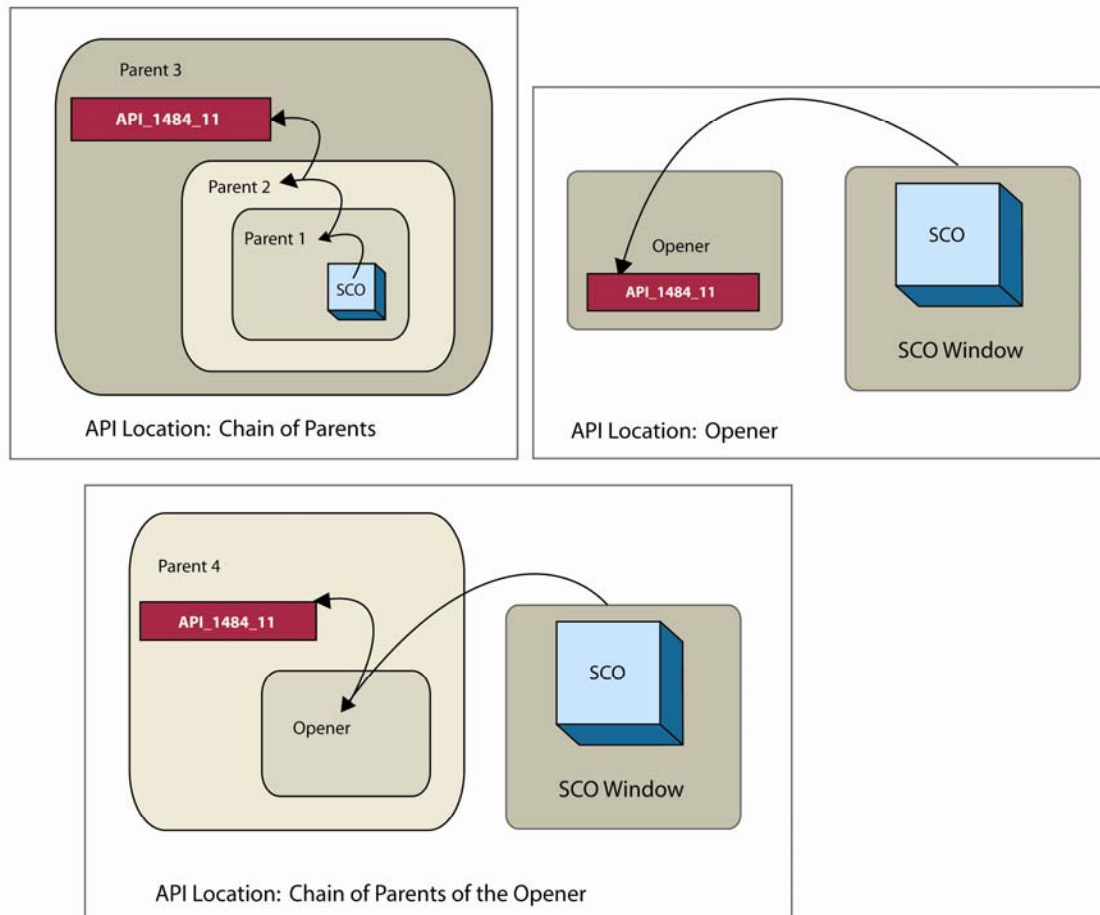 Parent 3
API_1484_11
Parent 2
Parent 1
SCO
API Location: Chain of Parents
Opener
API_1484_11
SCO
SCO Window
API Location: Opener
Parent 4
API_1484_11
Opener
SCO
SCO Window
API Location: Chain of Parents of the Opener